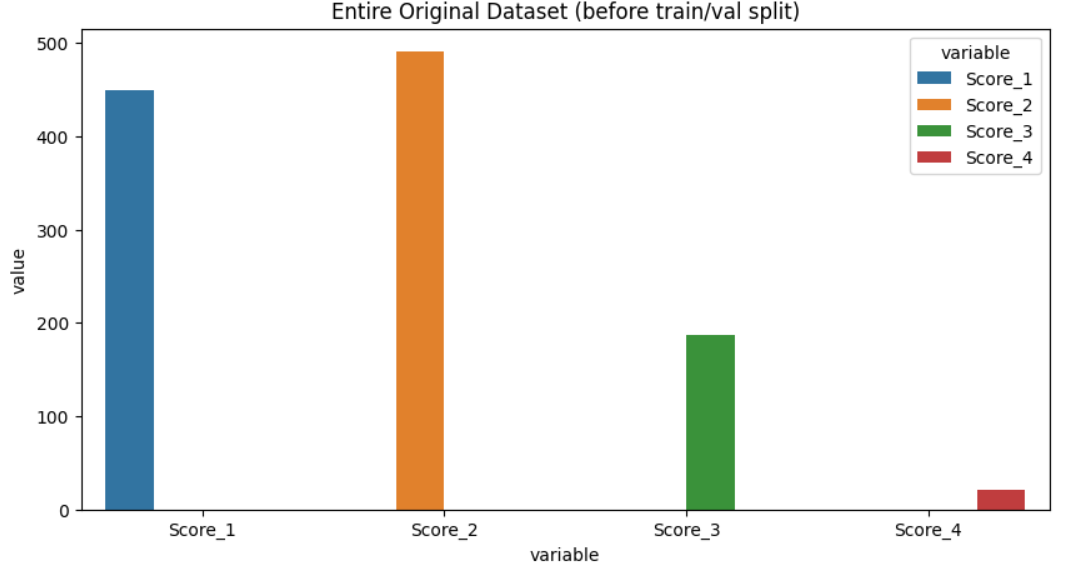 Entire Original Dataset (before train/val split)
500
400
300
200
100
0
value
variable
Score_1
Score_2
Score_3
Score_4
Score_1 Score_2 Score_3 Score_4
variable